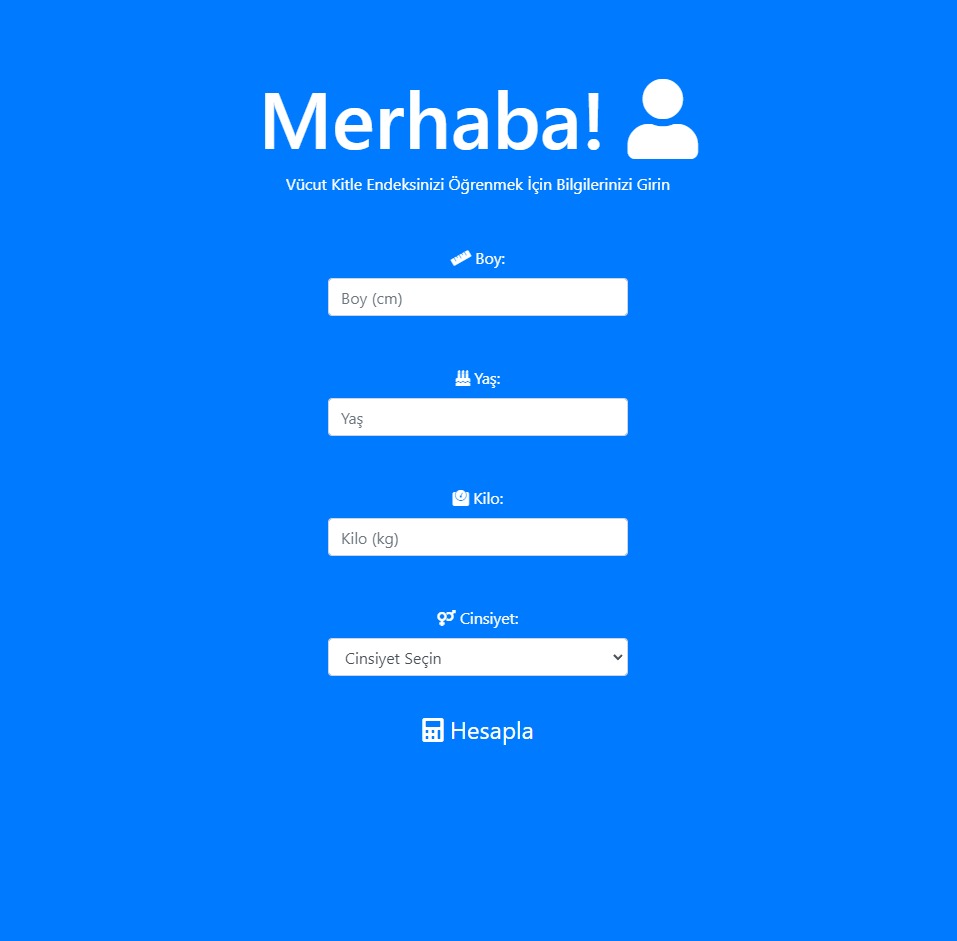 Merhaba!
Vücut Kitle Endeksinizi Öğrenmek İçin Bilgilerinizi Girin
Boy:
Boy (cm)
Yaş:
Yaş
Kilo:
Kilo (kg)
Cinsiyet:
Cinsiyet Seçin
Hesapla